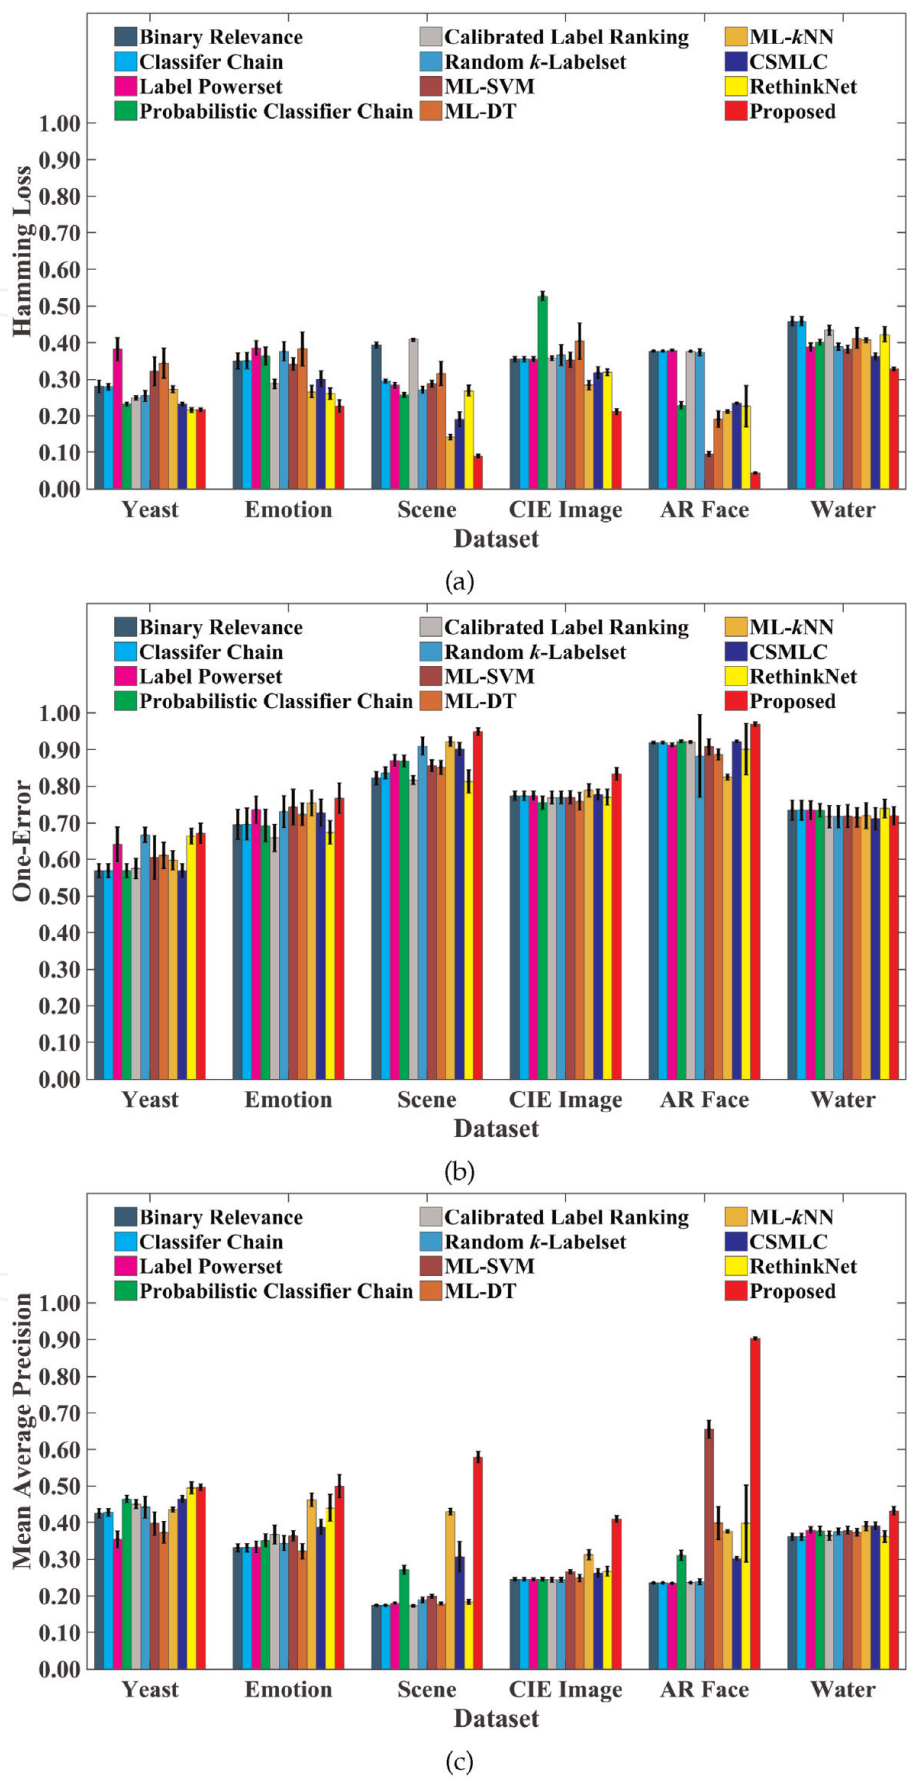 Binary Relevance Calibrated Label Ranking ML-kNN
Classifer Chain Random k-Labelset CSMLC
Label Powerset ML-SVM RethinkNet
Probabilistic Classifier Chain ML-DT Proposed
1.00
0.90
0.80
0.70
0.60
0.50
0.40
0.30
0.20
0.10
0.00
Hamming Loss
Yeast Emotion Scene CIE Image AR Face Water
Dataset
(a)
Binary Relevance Calibrated Label Ranking ML-kNN
Classifer Chain Random k-Labelset CSMLC
Label Powerset ML-SVM RethinkNet
Probabilistic Classifier Chain ML-DT Proposed
1.00
0.90
0.80
0.70
0.60
0.50
0.40
0.30
0.20
0.10
0.00
One-Error
Yeast Emotion Scene CIE Image AR Face Water
Dataset
(b)
Binary Relevance Calibrated Label Ranking ML-kNN
Classifer Chain Random k-Labelset CSMLC
Label Powerset ML-SVM RethinkNet
Probabilistic Classifier Chain ML-DT Proposed
1.00
0.90
0.80
0.70
0.60
0.50
0.40
0.30
0.20
0.10
0.00
Mean Average Precision
Yeast Emotion Scene CIE Image AR Face Water
Dataset
(c)